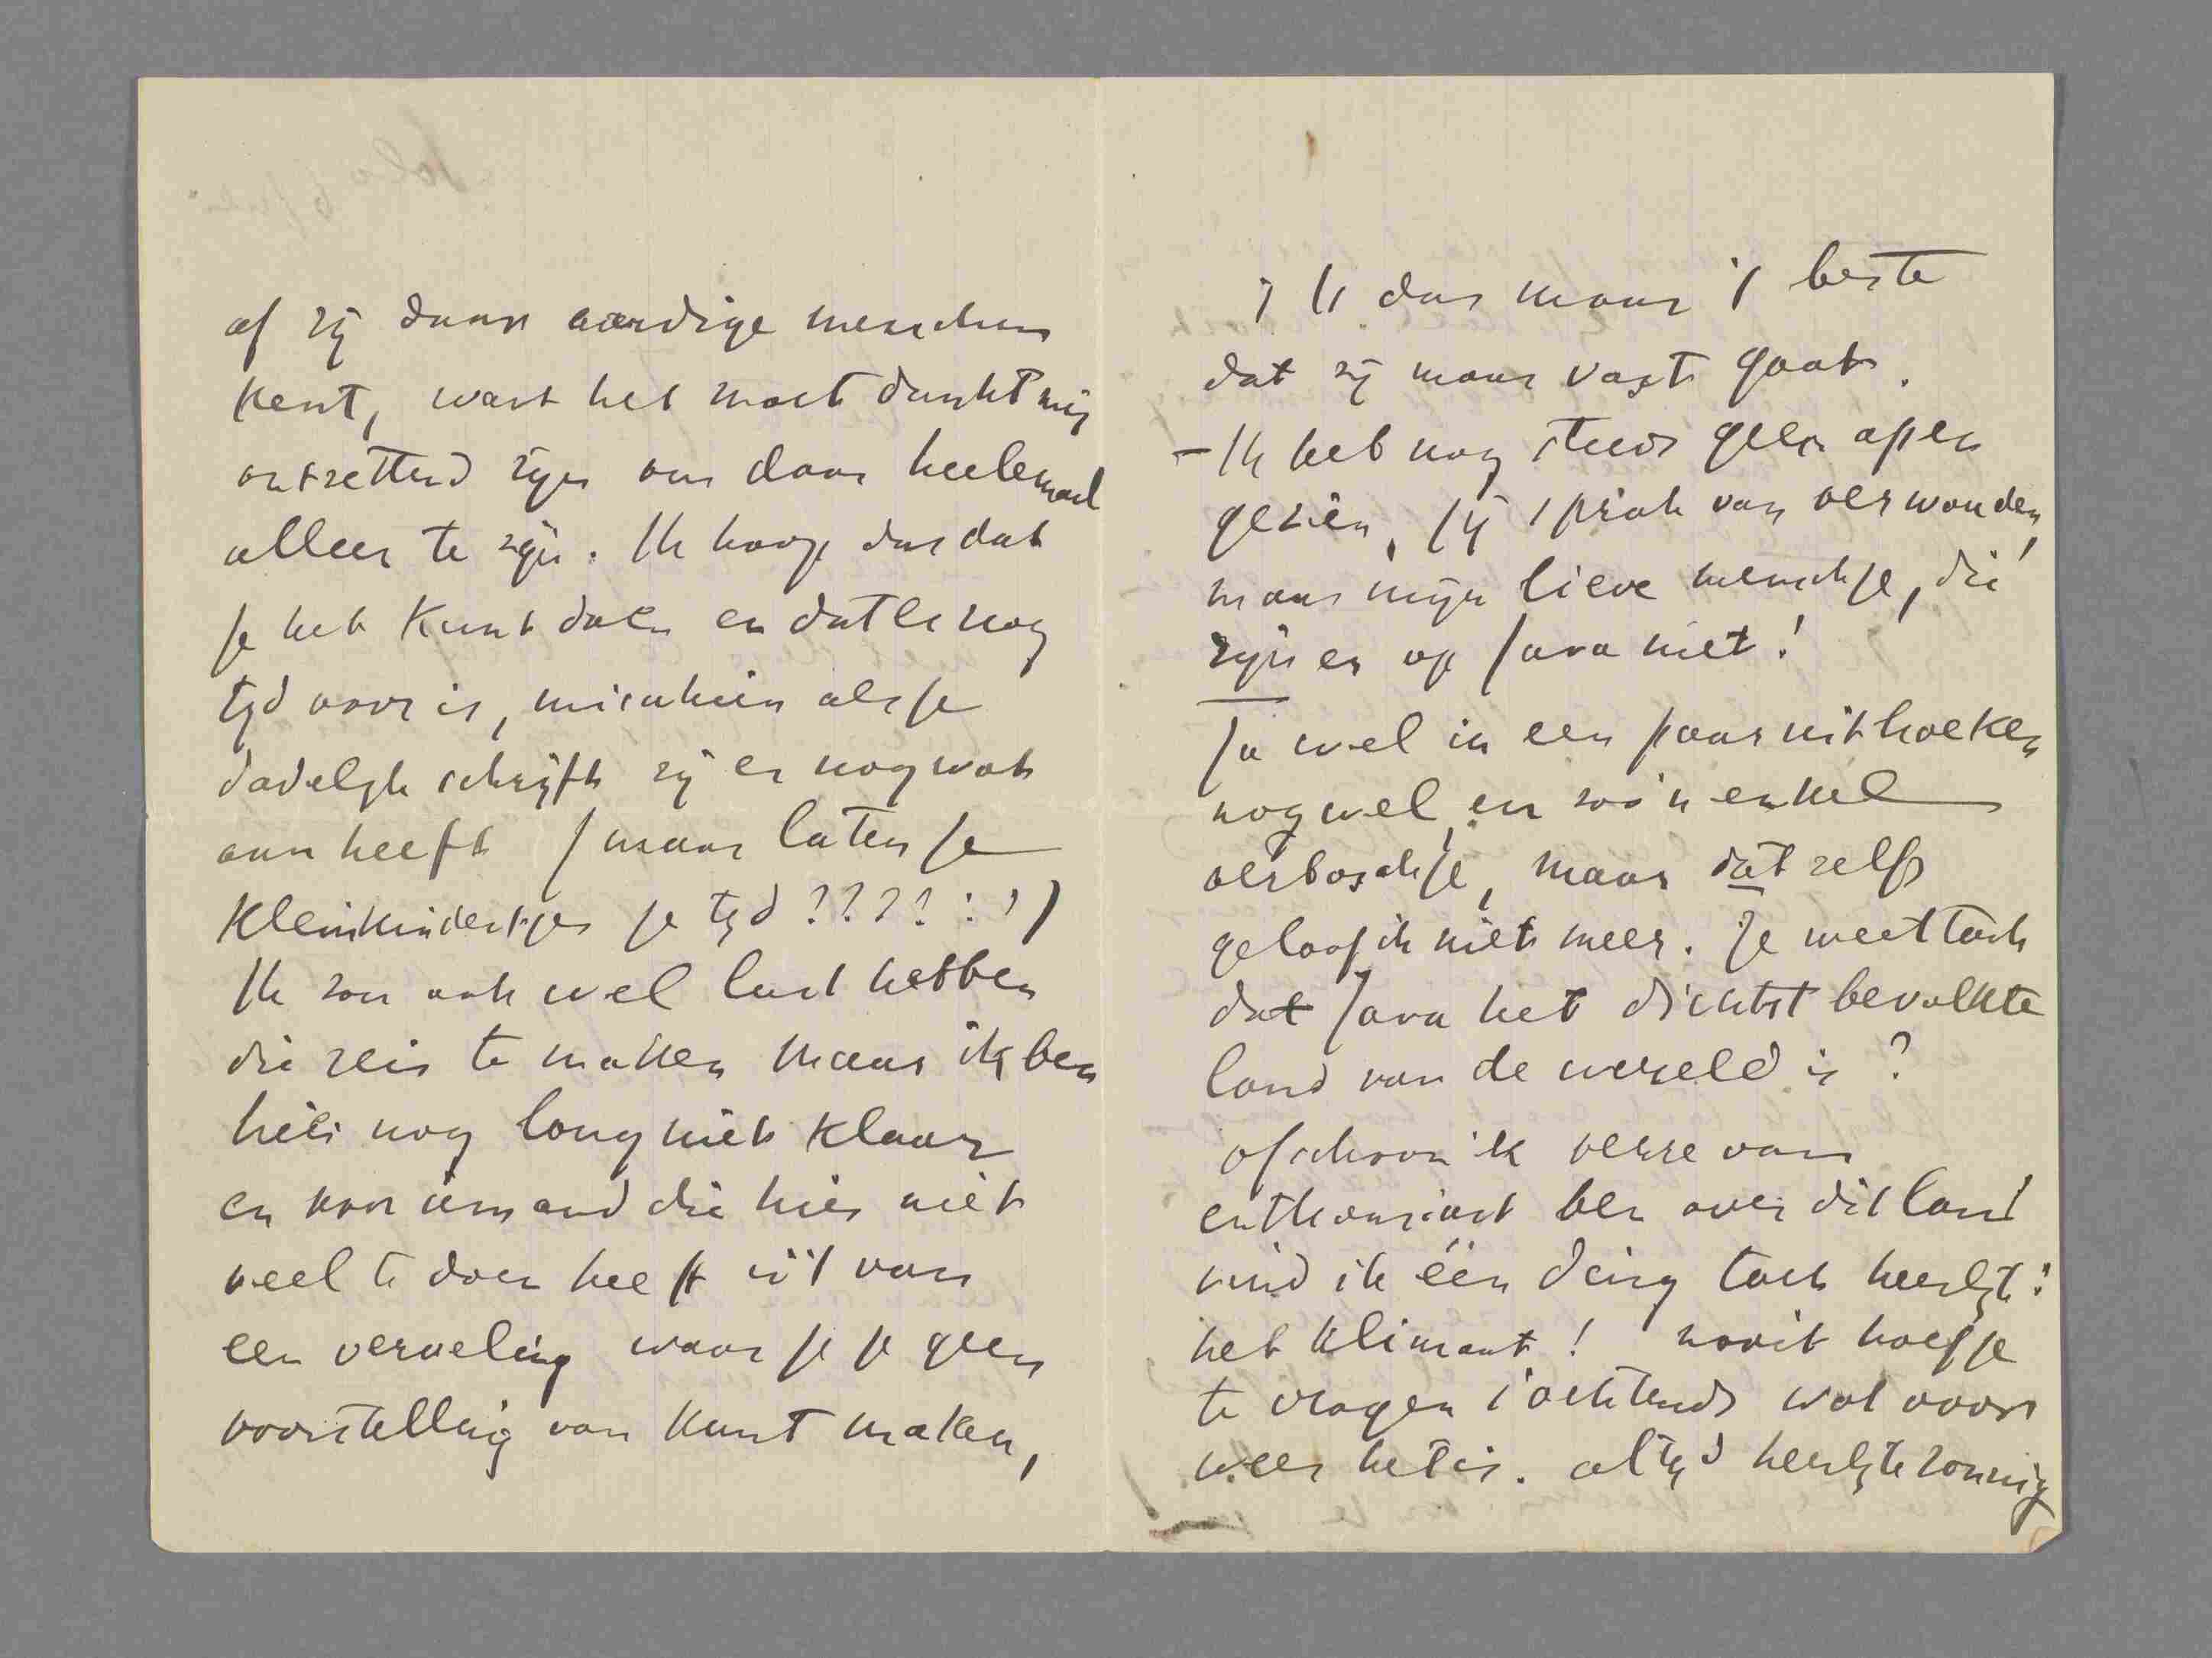 of zij daar aardige menschen
kent, want het moet dunkt mij
ontzettend zijn om daar heelemaal
alleen te zijn. Ik hoop dus dat
je het kunt doen en dat er nog
tijd voor is, misschien als je
dadelijk schrijft zij er nog wat
aan heeft (maar laten je
kleinkindertjes je tijd ???? : ! )
Ik zou ook wel lust hebben
die reis te maken maar ik ben
hier nog lang niet klaar
en voor iemand die hier niet
veel te doen heeft is 't van
een verveling waar je je geen
voorstelling van kunt maken,
't is dus maar 't beste
dat zij maar vast gaat.
– Ik heb nog steeds geen apen
gezien, jij sprak van oerwouden,
maar mijn lieve menschje, die
zijn er op Java niet!
Ja wel in een paar uithoeken
nog wel, en zoo'n enkel
oerboschje, maar dat zelfs
geloof ik niet meer. Je weet toch
dat Java het dichtst bevolkte
land van de wereld is?
ofschoon ik verre van
enthousiast ben over dit land
vind ik één ding toch heerlijk:
het klimaat! nooit hoef je
te vragen 's ochtends wat voor
weer het is. altijd heerlijk zonnig